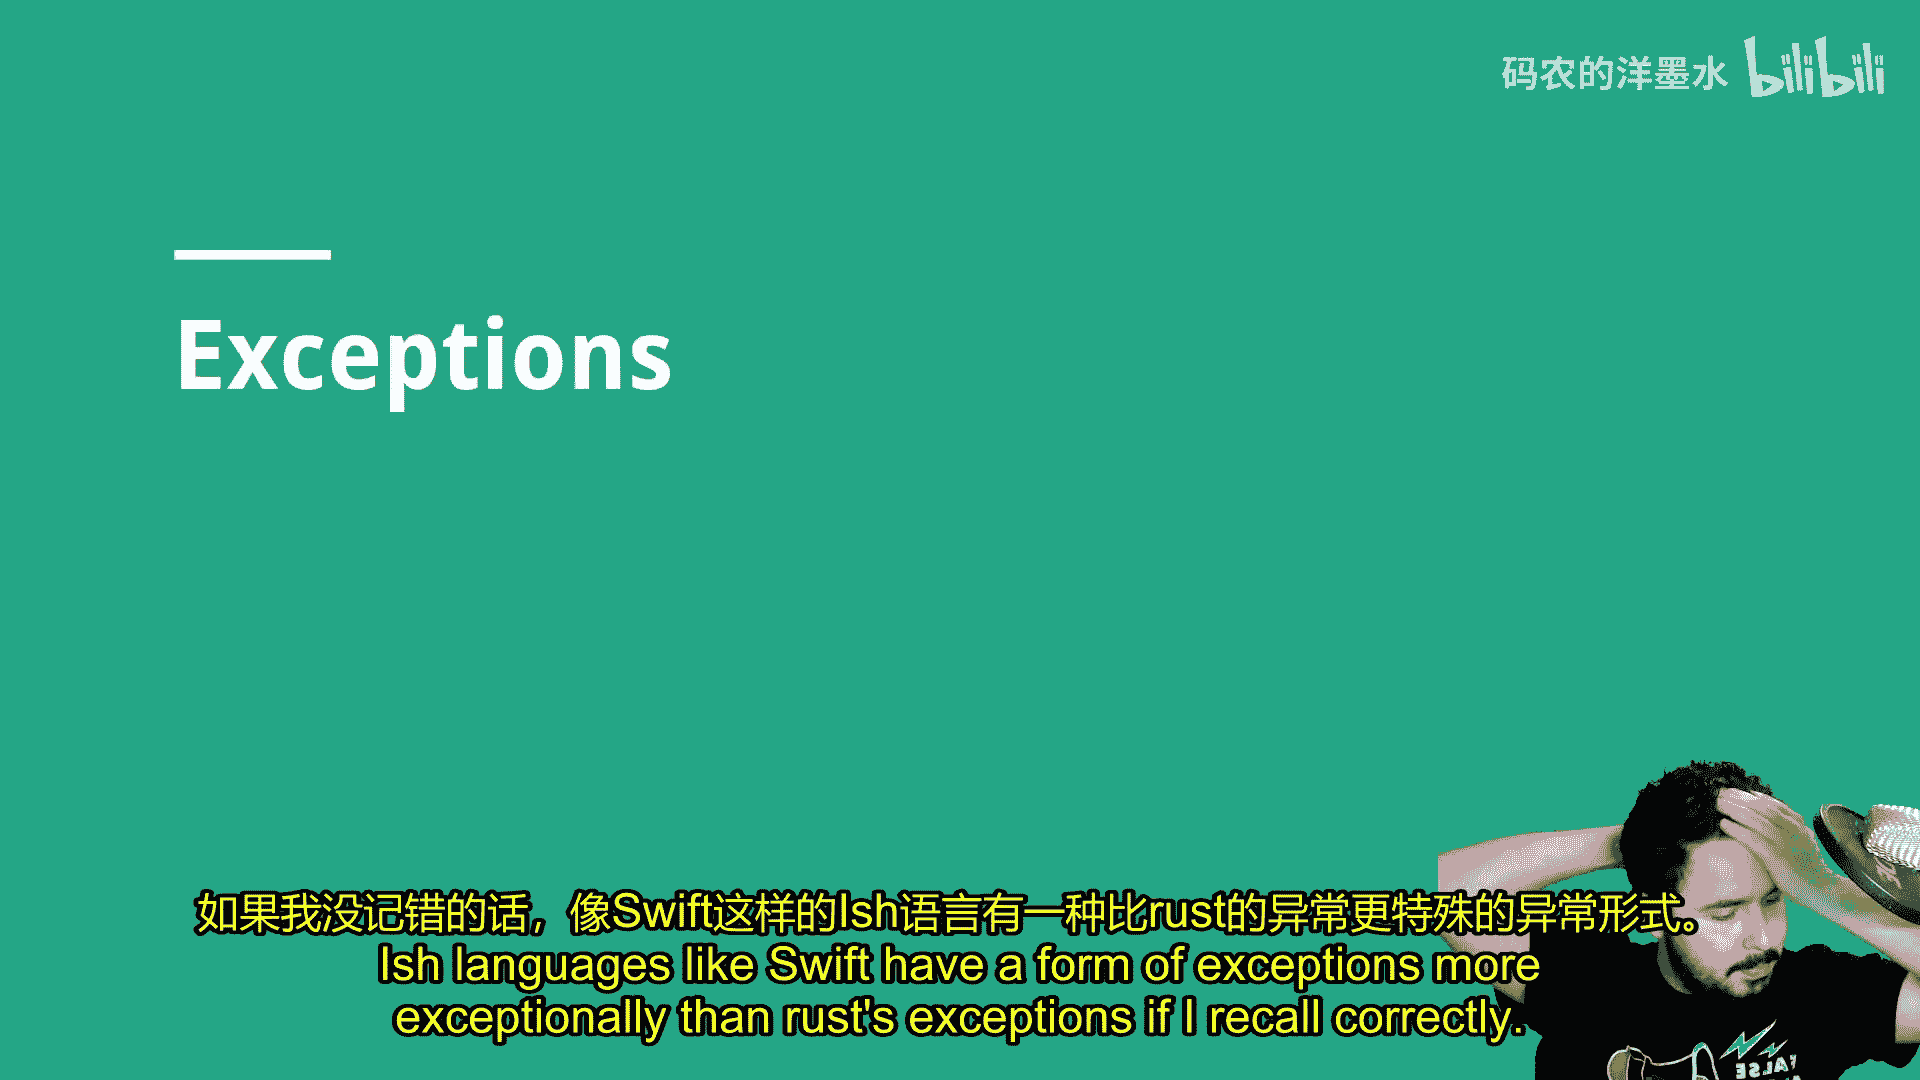 码农的洋墨水 bilibili
Exceptions
如果我没记错的话，像Swift这样的Ish语言有一种比rust的异常更特殊的异常形式。
Ish languages like Swift have a form of exceptions more
exceptionally than rust's exceptions if I recall correctly.
FALSE